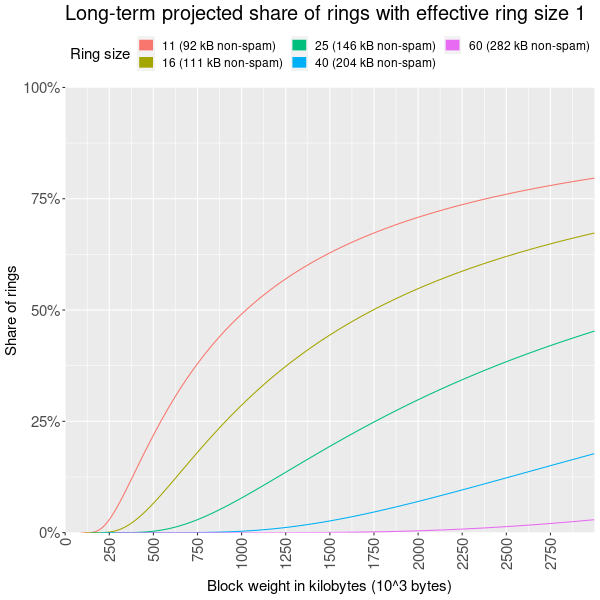 Long-term projected share of rings with effective ring size 1
Ring size
11 (92 kB non-spam)
25 (146 kB non-spam)
60 (282 kB non-spam)
16 (111 kB non-spam)
40 (204 kB non-spam)
100%
75%
50%
25%
0%
Share of rings
0
250
500
750
1000
1250
1500
1750
2000
2250
2500
2750
Block weight in kilobytes (10^3 bytes)